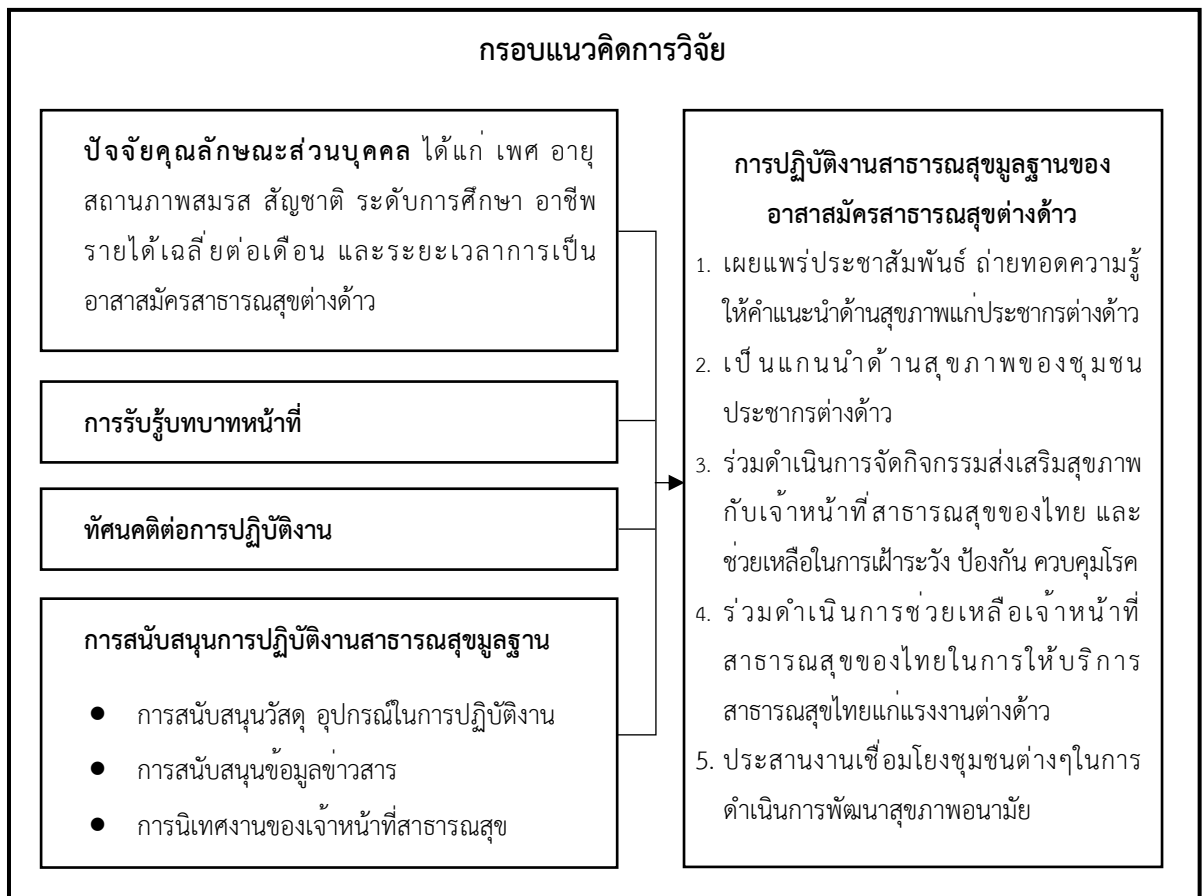 กรอบแนวคิดการวิจัย
ปัจจัยคุณลักษณะส่วนบุคคล ได้แก่ เพศ อายุ
สถานภาพสมรส สัญชาติ ระดับการศึกษา อาชีพ
รายได้เฉลี่ยต่อเดือน และระยะเวลาการเป็น
อาสาสมัครสาธารณสุขต่างด้าว
การรับรู้บทบาทหน้าที่
ทัศนคติต่อการปฏิบัติงาน
การสนับสนุนการปฏิบัติงานสาธารณสุขมูลฐาน
● การสนับสนุนวัสดุ อุปกรณ์ในการปฏิบัติงาน
● การสนับสนุนข้อมูลข่าวสาร
● การนิเทศงานของเจ้าหน้าที่สาธารณสุข
การปฏิบัติงานสาธารณสุขมูลฐานของ
อาสาสมัครสาธารณสุขต่างด้าว
1. เผยแพร่ประชาสัมพันธ์ ถ่ายทอดความรู้
ให้คำแนะนำด้านสุขภาพแก่ประชากรต่างด้าว
2. เป็นแกนนำด้านสุขภาพของชุมชน
ประชากรต่างด้าว
3. ร่วมดำเนินการจัดกิจกรรมส่งเสริมสุขภาพ
กับเจ้าหน้าที่สาธารณสุขของไทย และ
ช่วยเหลือในการเฝ้าระวัง ป้องกัน ควบคุมโรค
4. ร่วมดำเนินการช่วยเหลือเจ้าหน้าที่
สาธารณสุขของไทยในการให้บริการ
สาธารณสุขไทยแก่แรงงานต่างด้าว
5. ประสานงานเชื่อมโยงชุมชนต่างๆในการ
ดำเนินการพัฒนาสุขภาพอนามัย